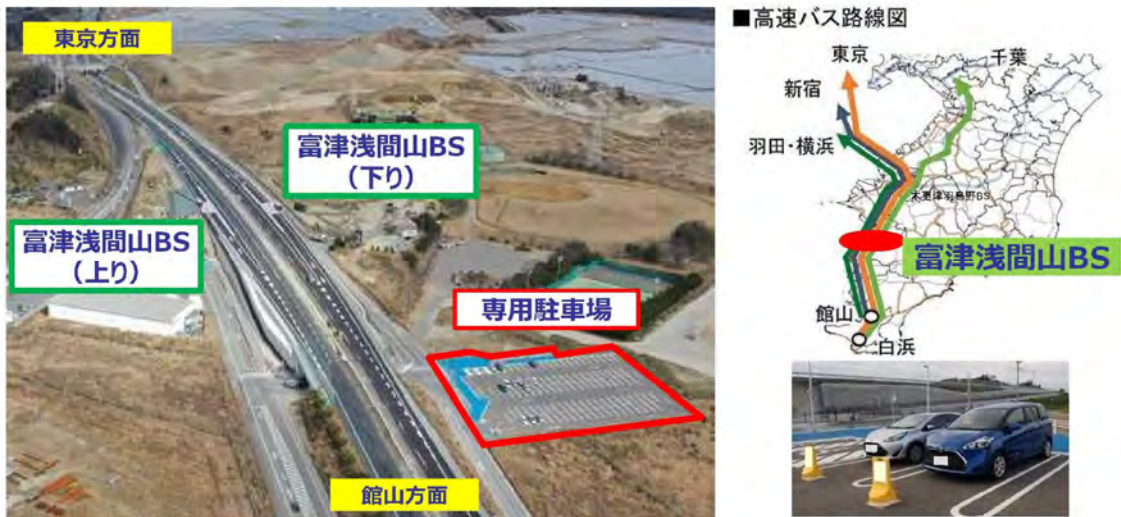 東京方面
富津浅間山BS
(下り)
富津浅間山BS
(上り)
専用駐車場
館山方面
■高速バス路線図
東京
千葉
新宿
羽田・横浜
木更津羽鳥野BS
富津浅間山BS
館山
白浜